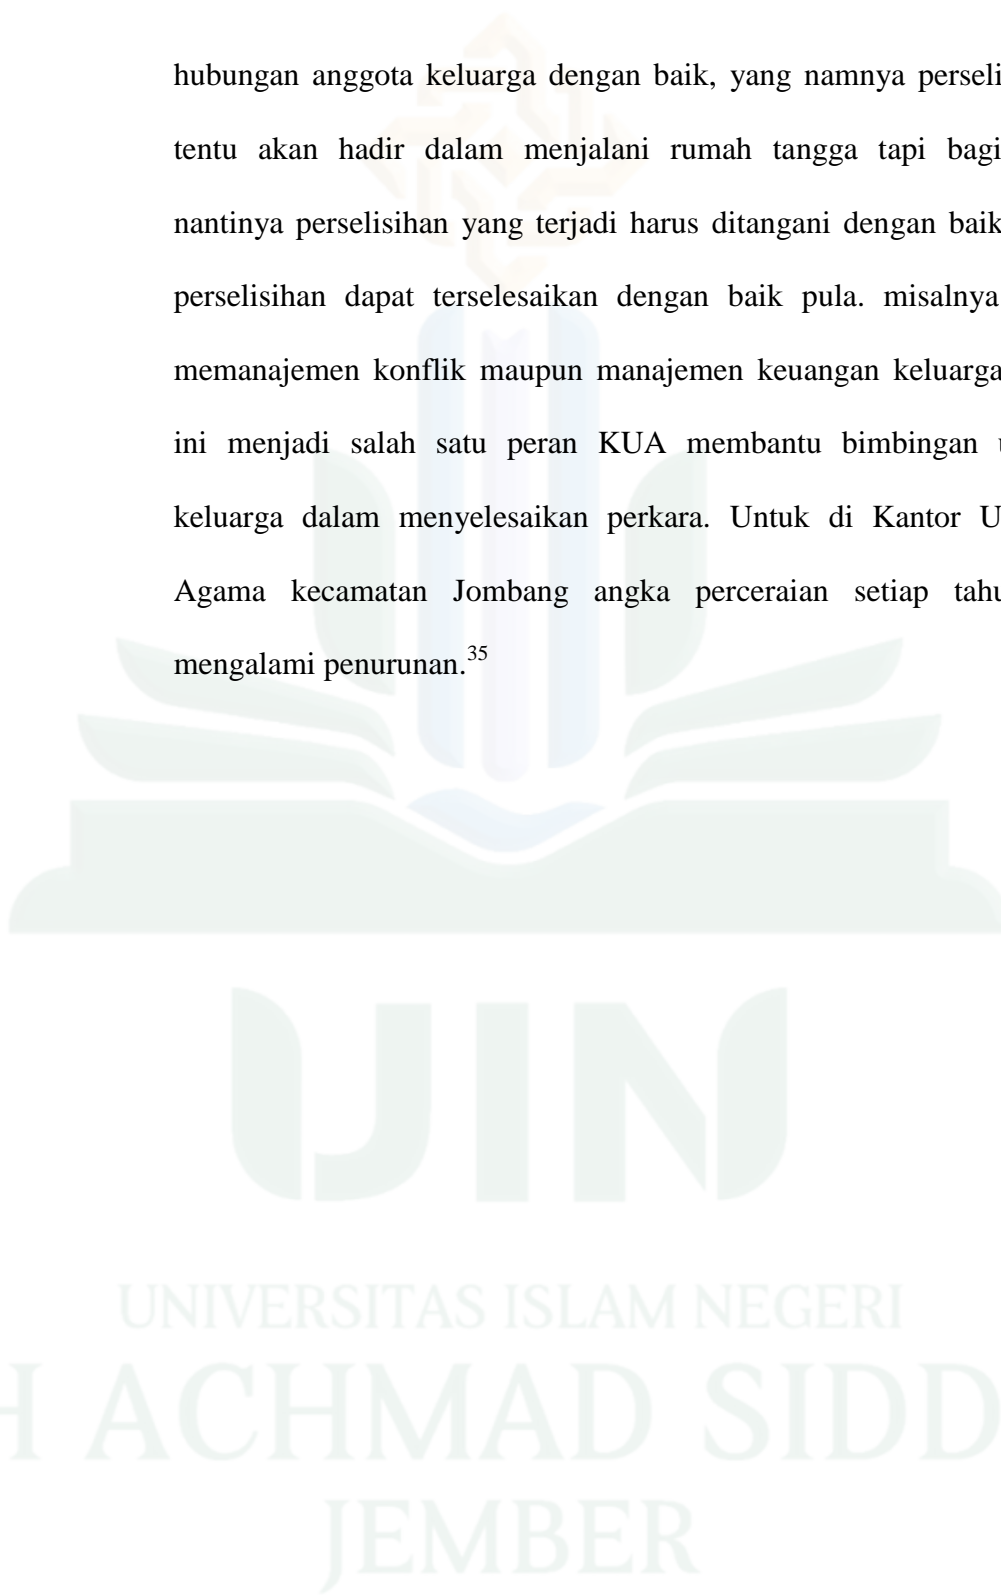 hubungan anggota keluarga dengan baik, yang namnya perseli
tentu akan hadir dalam menjalani rumah tangga tapi bagi
nantinya perselisihan yang terjadi harus ditangani dengan baik
perselisihan dapat terselesaikan dengan baik pula. misalnya
memanajemen konflik maupun manajemen keuangan keluarga
ini menjadi salah satu peran KUA membantu bimbingan u
keluarga dalam menyelesaikan perkara. Untuk di Kantor U
Agama kecamatan Jombang angka perceraian setiap tahu
mengalami penurunan.35
UIN
UNIVERSITAS ISLAM NEGERI
H ACHMAD SIDD
JEMBER